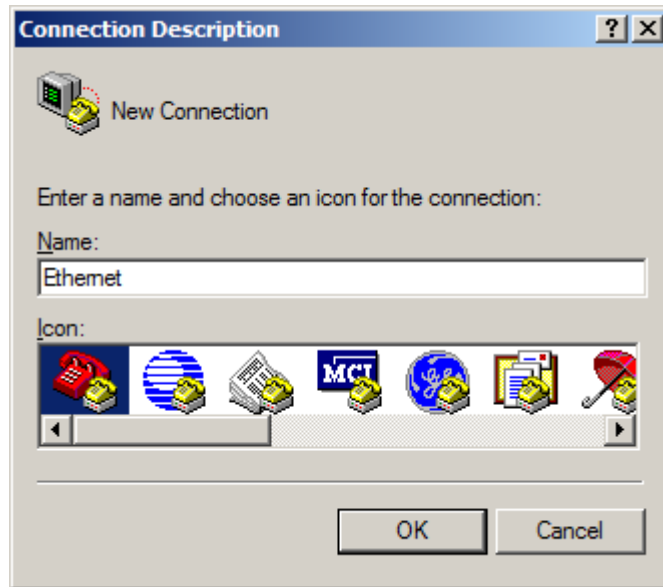 Connection Description
New Connection
Enter a name and choose an icon for the connection:
Name:
Ethernet
Icon:
MCI
OK
Cancel